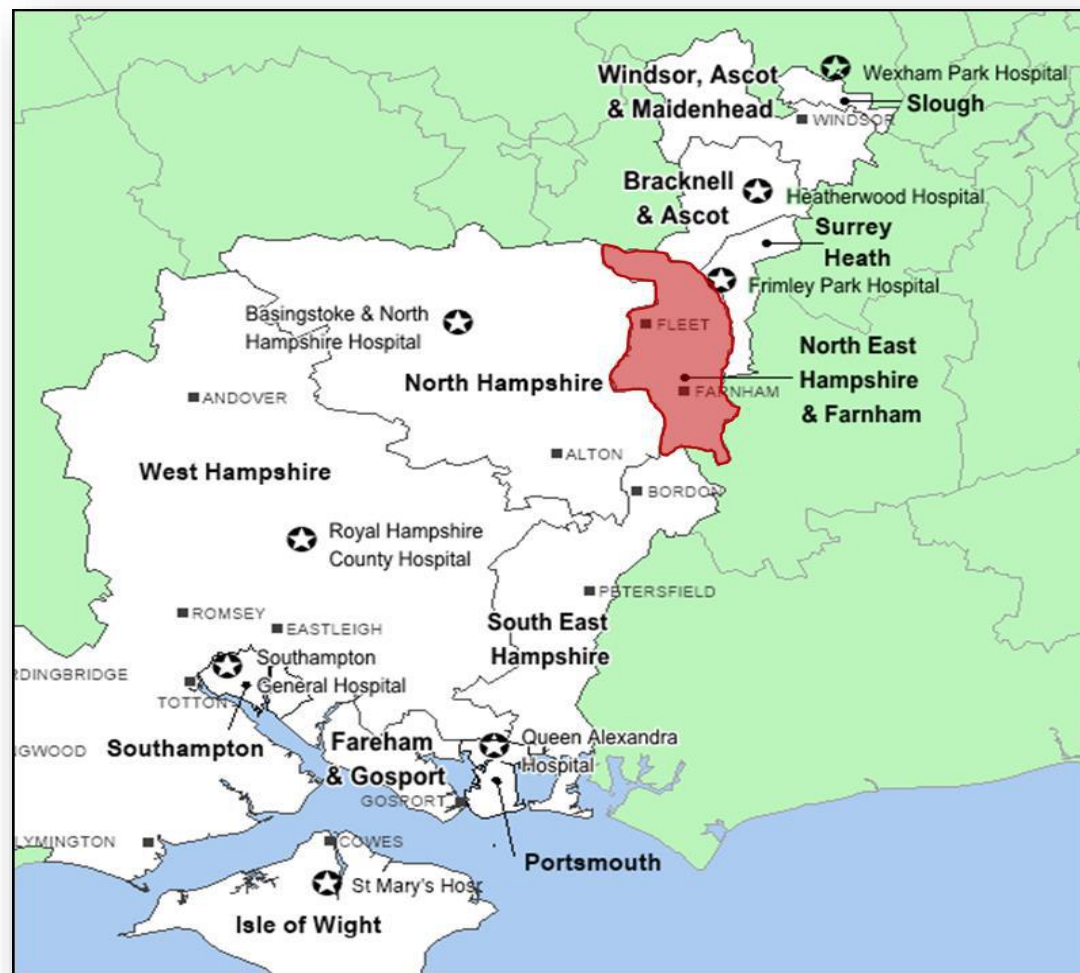 Windsor, Ascot
& Maidenhead
Wexham Park Hospital
Slough
WINDSOR
Bracknell
& Ascot
Heatherwood Hospital
Surrey
Heath
Frimley Park Hospital
Basingstoke & North
Hampshire Hospital
FLEET
North East
Hampshire
& Farnham
North Hampshire
FARNHAM
ANDOVER
ALTON
West Hampshire
BORDON
Royal Hampshire
County Hospital
PETERSFIELD
ROMSEY
EASTLEIGH
South East
Hampshire
Southampton
General Hospital
RDINGBRIDGE
TOTTON
Southampton
Fareham
& Gosport
Queen Alexandra
Hospital
NGWOOD
GOSPORT
LYMINGTON
COWES
Portsmouth
St Mary's Hosp
Isle of Wight